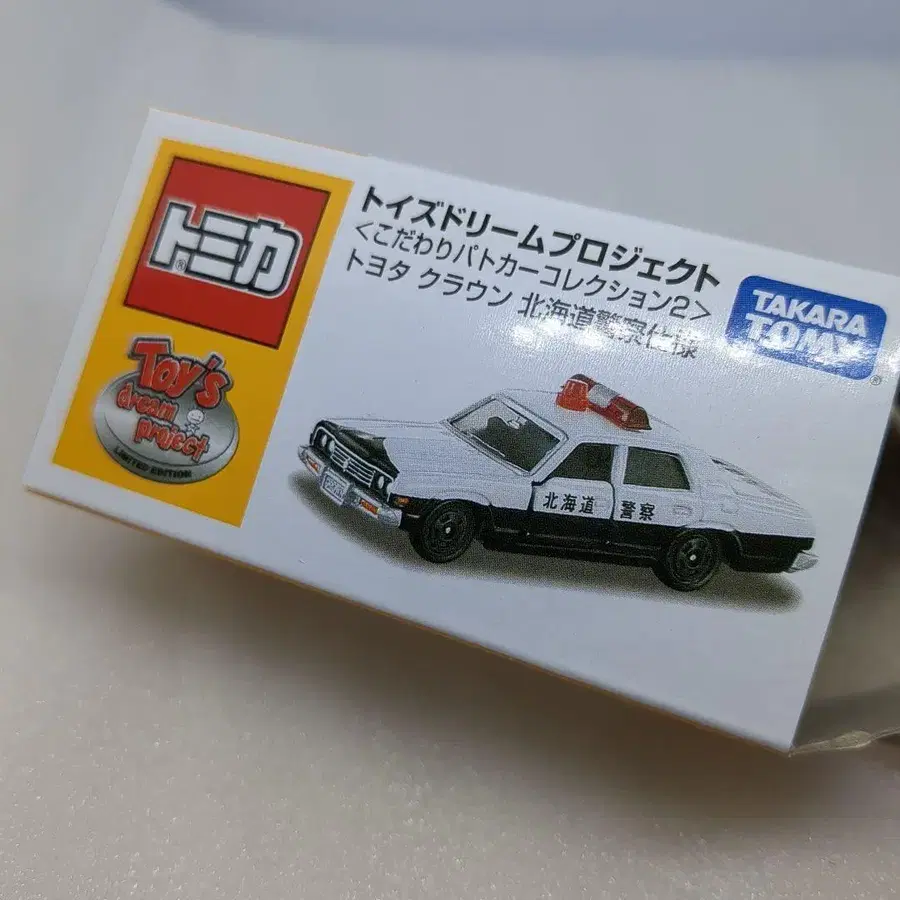 トミカ
®
Toy's
dream
project
LIMITED EDITION
トイズドリームプロジェクト
<こだわりパトカーコレクション2>
トヨタ クラウン 北海道警察仕様
TAKARA
TOMY
®
北海道 警察